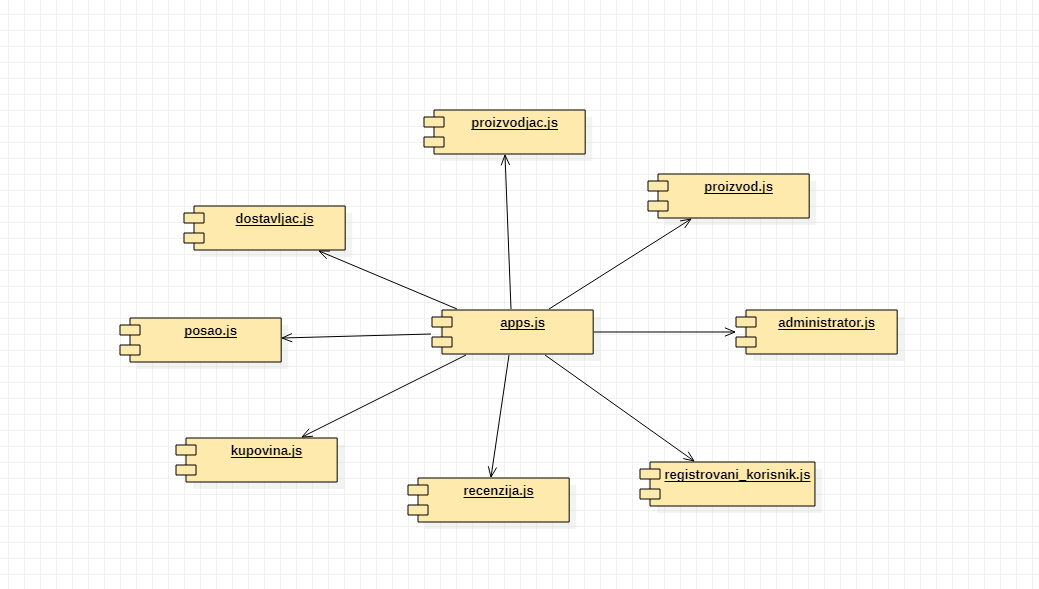 proizvodjac.js
proizvod.js
dostavljac.js
apps.js
administrator.js
posao.js
kupovina.js
recenzija.js
registrovani_korisnik.js